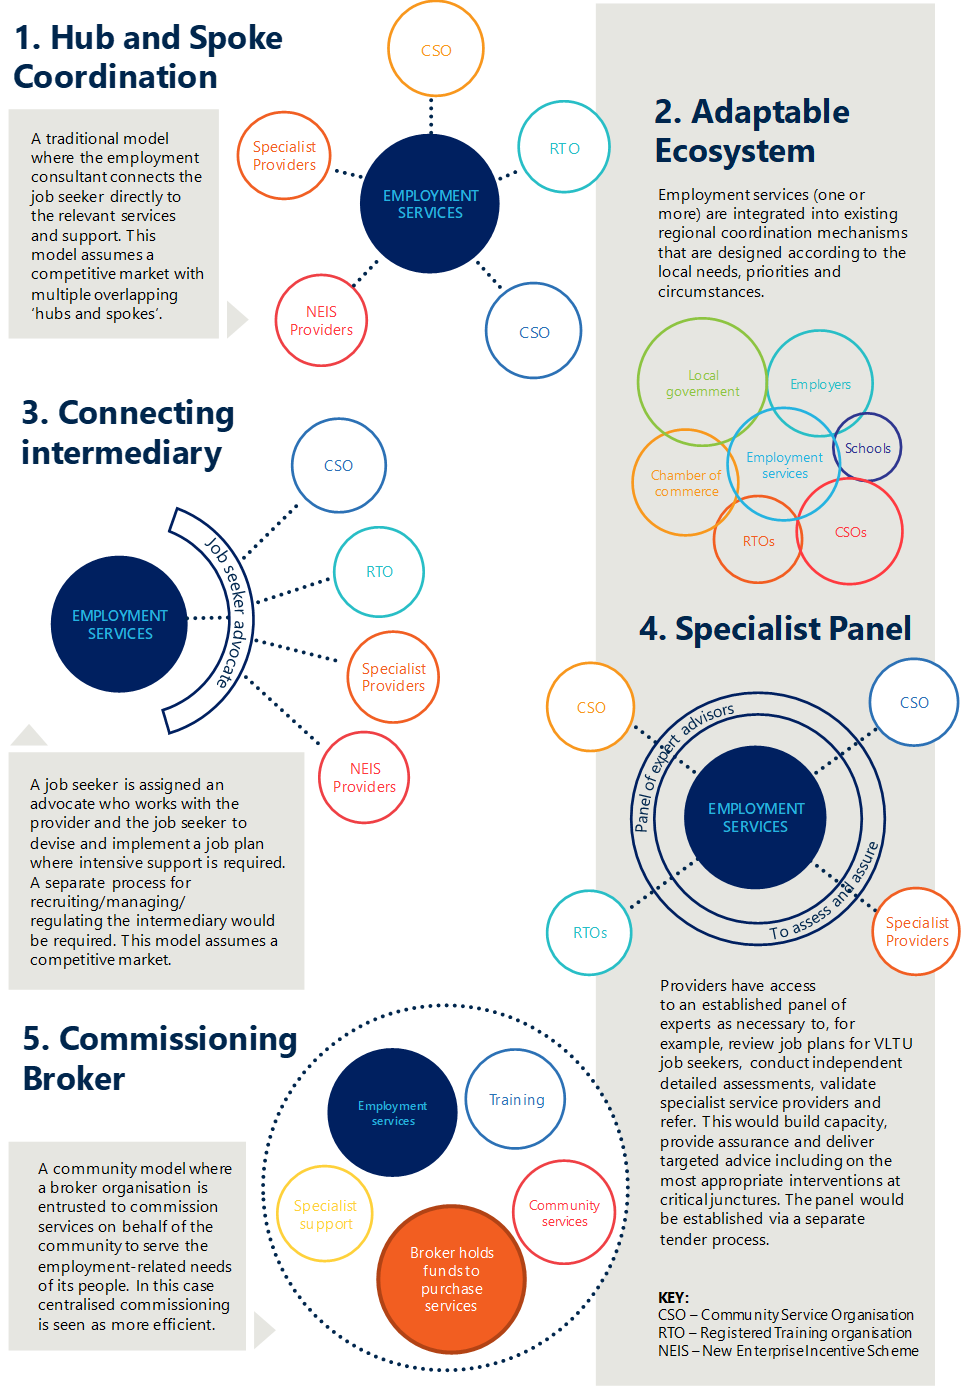 1. Hub and Spoke
Coordination
A traditional model
where the employment
consultant connects the
job seeker directly to
the relevant services
and support. This
model assumes a
competitive market with
multiple overlapping
‘hubs and spokes’.
CSO
Specialist
Providers
RTO
EMPLOYMENT
SERVICES
NEIS
Providers
CSO
2. Adaptable
Ecosystem
Employment services (one or
more) are integrated into existing
regional coordination mechanisms
that are designed according to the
local needs, priorities and
circumstances.
Local
government
Employers
Schools
Employment
services
Chamber of
commerce
RTOs
CSOs
3. Connecting
intermediary
CSO
RTO
Specialist
Providers
NEIS
Providers
EMPLOYMENT
SERVICES
Job seeker advocate
A job seeker is assigned an
advocate who works with the
provider and the job seeker to
devise and implement a job plan
where intensive support is required.
A separate process for
recruiting/managing/
regulating the intermediary would
be required. This model assumes a
competitive market.
4. Specialist Panel
CSO
CSO
Panel of expert advisors
EMPLOYMENT
SERVICES
To assess and assure
RTOs
Specialist
Providers
Providers have access
to an established panel of
experts as necessary to, for
example, review job plans for VLTU
job seekers, conduct independent
detailed assessments, validate
specialist service providers and
refer. This would build capacity,
provide assurance and deliver
targeted advice including on the
most appropriate interventions at
critical junctures. The panel would
be established via a separate
tender process.
5. Commissioning
Broker
A community model where
a broker organisation is
entrusted to commission
services on behalf of the
community to serve the
employment-related needs
of its people. In this case
centralised commissioning
is seen as more efficient.
Employment
services
Training
Specialist
support
Community
services
Broker holds
funds to
purchase
services
KEY:
CSO – Community Service Organisation
RTO – Registered Training organisation
NEIS – New Enterprise Incentive Scheme